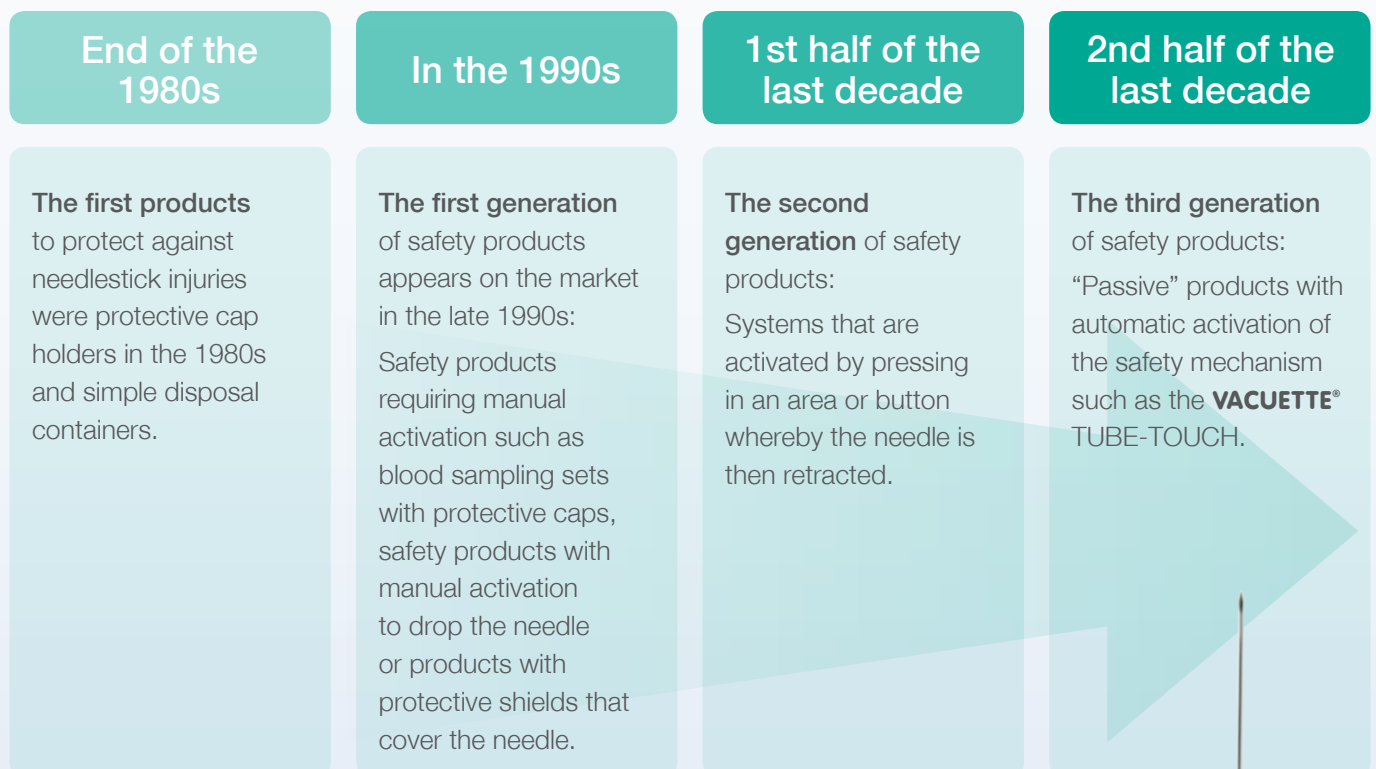 End of the
1980s
The first products
to protect against
needlestick injuries
were protective cap
holders in the 1980s
and simple disposal
containers.
In the 1990s
The first generation
of safety products
appears on the market
in the late 1990s:
Safety products
requiring manual
activation such as
blood sampling sets
with protective caps,
safety products with
manual activation
to drop the needle
or products with
protective shields that
cover the needle.
1st half of the
last decade
The second
generation of safety
products:
Systems that are
activated by pressing
in an area or button
whereby the needle is
then retracted.
2nd half of the
last decade
The third generation
of safety products:
“Passive” products with
automatic activation of
the safety mechanism
such as the VACUETTE®
TUBE-TOUCH.